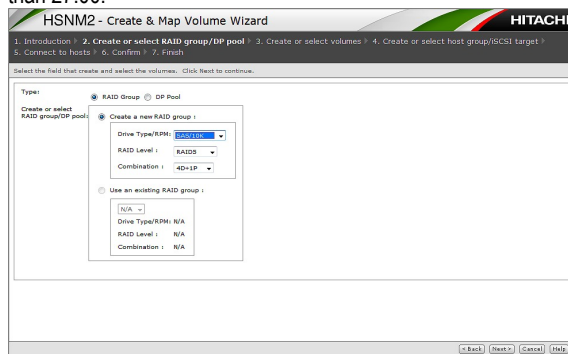 than 27.00.
HSNM2 - Create & Map Volume Wizard
HITACHI
1. Introduction 2. Create or select RAID group/DP pool 3. Create or select volumes 4. Create or select host group/iSCSI target
5. Connect to hosts 6. Confirm 7. Finish
Select the field that create and select the volumes. Click Next to continue.
Type:
RAID Group DP Pool
Create or select
RAID group/DP pool:
Create a new RAID group :
Drive Type/RPM: SAS/10K
RAID Level : RAID5
Combination : 4D+1P
Use an existing RAID group :
N/A
Drive Type/RPM: N/A
RAID Level : N/A
Combination : N/A
< Back Next > Cancel Help